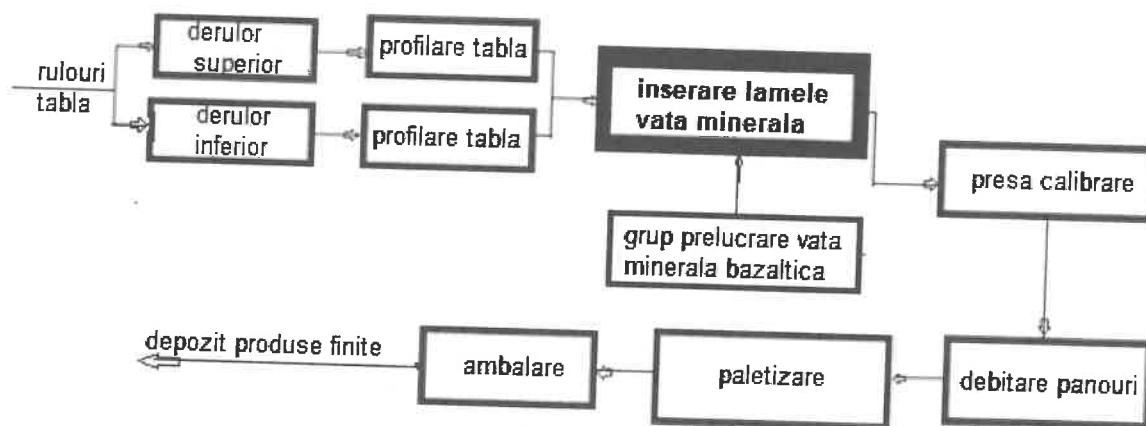 rulouri
tabla
derulor
superior
profilare tabla
derulor
inferior
profilare tabla
inserare lamele
vata minerala
grup prelucrare vata
minerala bazaltica
presa calibrare
debitare panouri
paletizare
ambalare
depozit produse finite